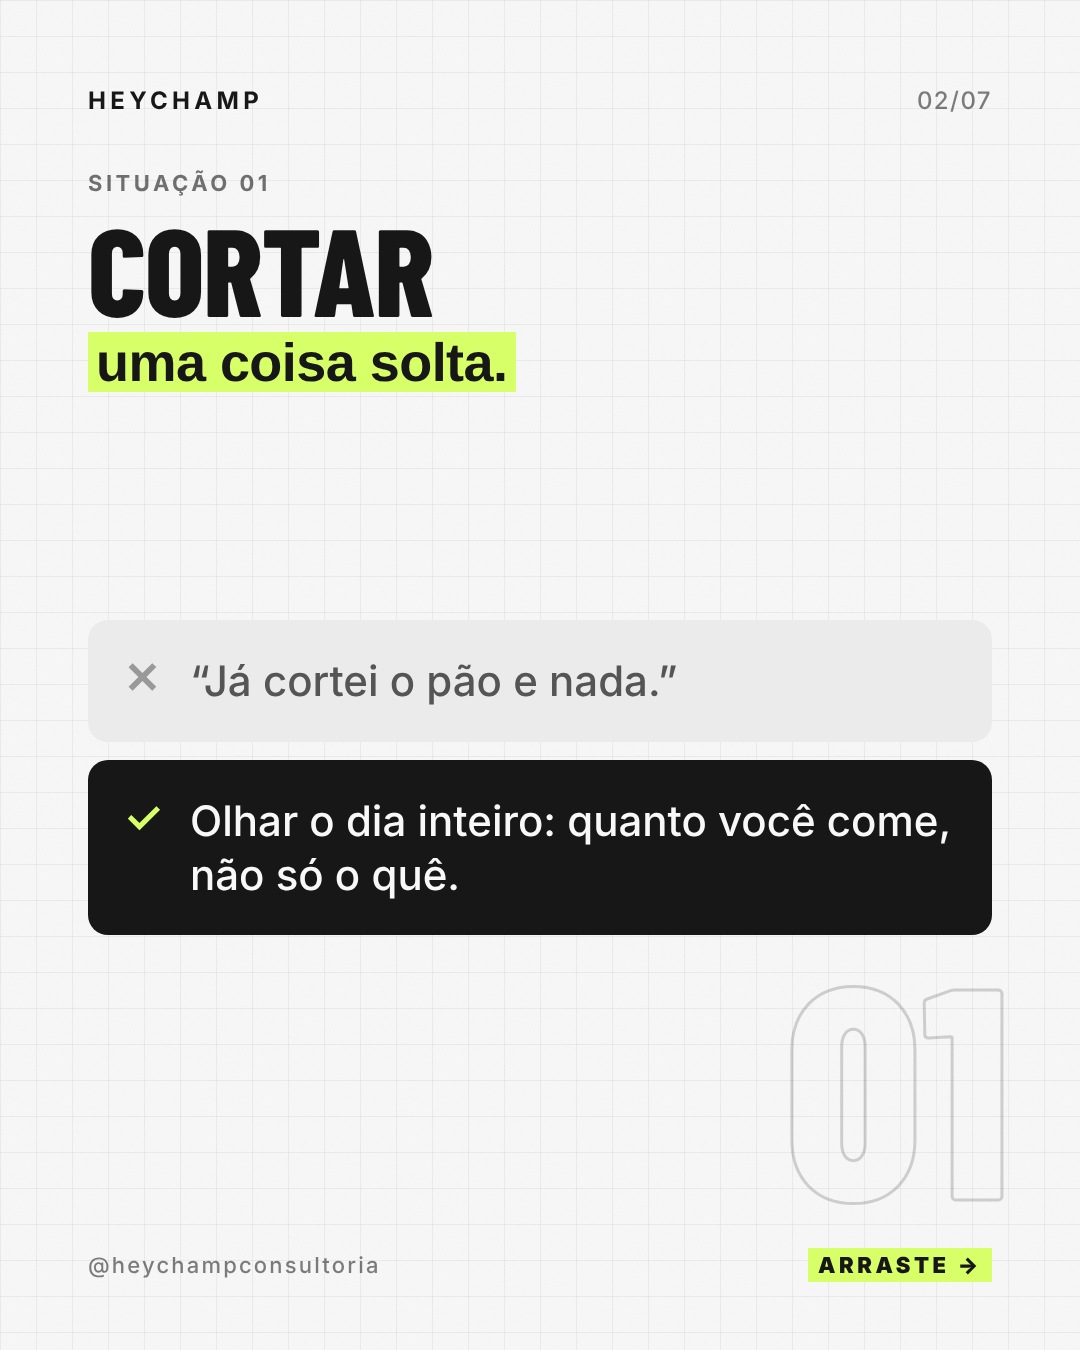 HEYCHAMP
02/07
SITUAÇÃO 01
CORTAR
uma coisa solta.
✕ “Já cortei o pão e nada.”
✓ Olhar o dia inteiro: quanto você come,
não só o quê.
01
@heychampconsultoria
ARRASTE →